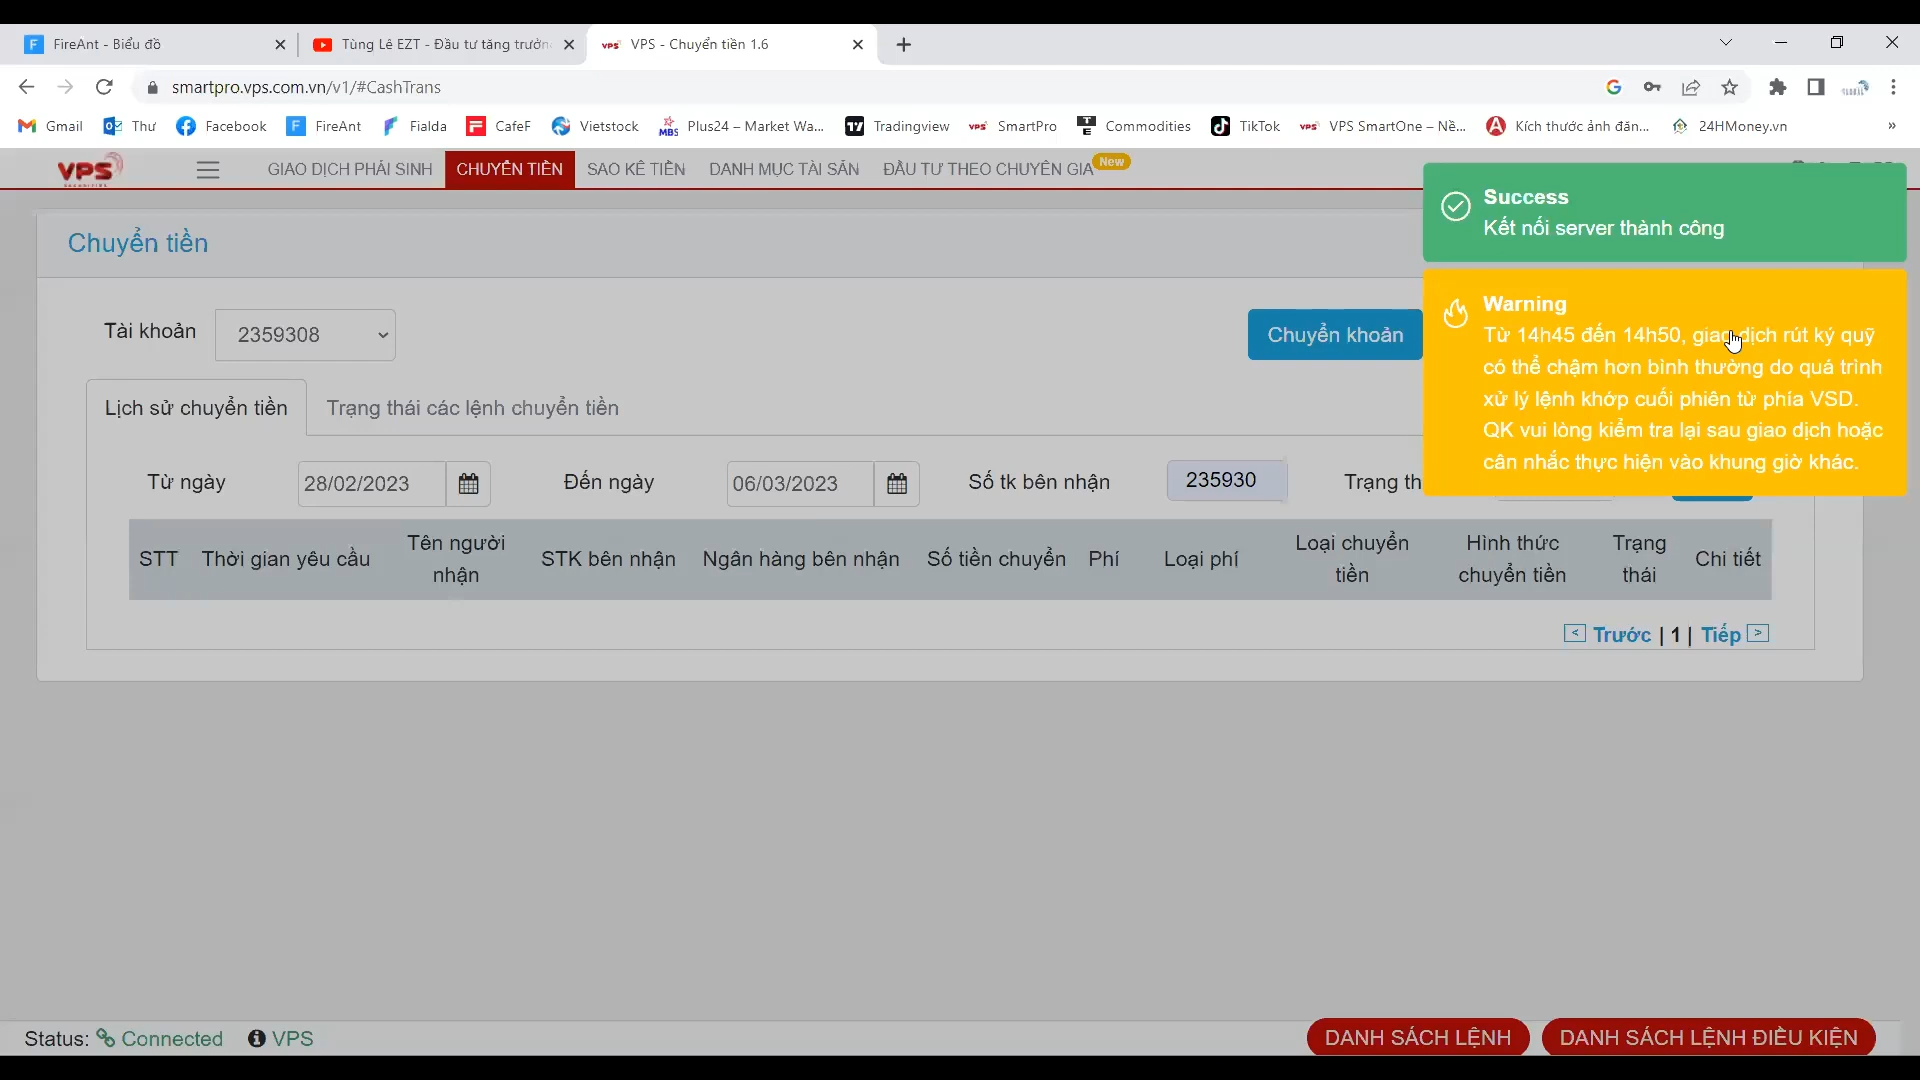 FireAnt - Biểu đồ
Tùng Lê EZT - Đầu tư tăng trưởn
VPS - Chuyển tiền 1.6
smartpro.vps.com.vn/v1/#CashTrans
Gmail Thư Facebook FireAnt Fialda CafeF Vietstock Plus24 – Market Wa... Tradingview SmartPro Commodities TikTok VPS SmartOne – Nề... Kích thước ảnh đăn... 24HMoney.vn »
VPS GIAO DỊCH PHÁI SINH CHUYỂN TIỀN SAO KÊ TIỀN DANH MỤC TÀI SẢN ĐẦU TƯ THEO CHUYÊN GIA New
Success
Kết nối server thành công
Chuyển tiền
Warning
Từ 14h45 đến 14h50, giao dịch rút ký quỹ
có thể chậm hơn bình thường do quá trình
xử lý lệnh khớp cuối phiên từ phía VSD.
QK vui lòng kiểm tra lại sau giao dịch hoặc
cân nhắc thực hiện vào khung giờ khác.
Tài khoản 2359308 Chuyển khoản
Lịch sử chuyển tiền Trạng thái các lệnh chuyển tiền
Từ ngày 28/02/2023 Đến ngày 06/03/2023 Số tk bên nhận 235930 Trạng th
STT Thời gian yêu cầu Tên người nhận STK bên nhận Ngân hàng bên nhận Số tiền chuyển Phí Loại phí Loại chuyển tiền Hình thức chuyển tiền Trạng thái Chi tiết
< Trước | 1 | Tiếp >
Status: Connected VPS DANH SÁCH LỆNH DANH SÁCH LỆNH ĐIỀU KIỆN